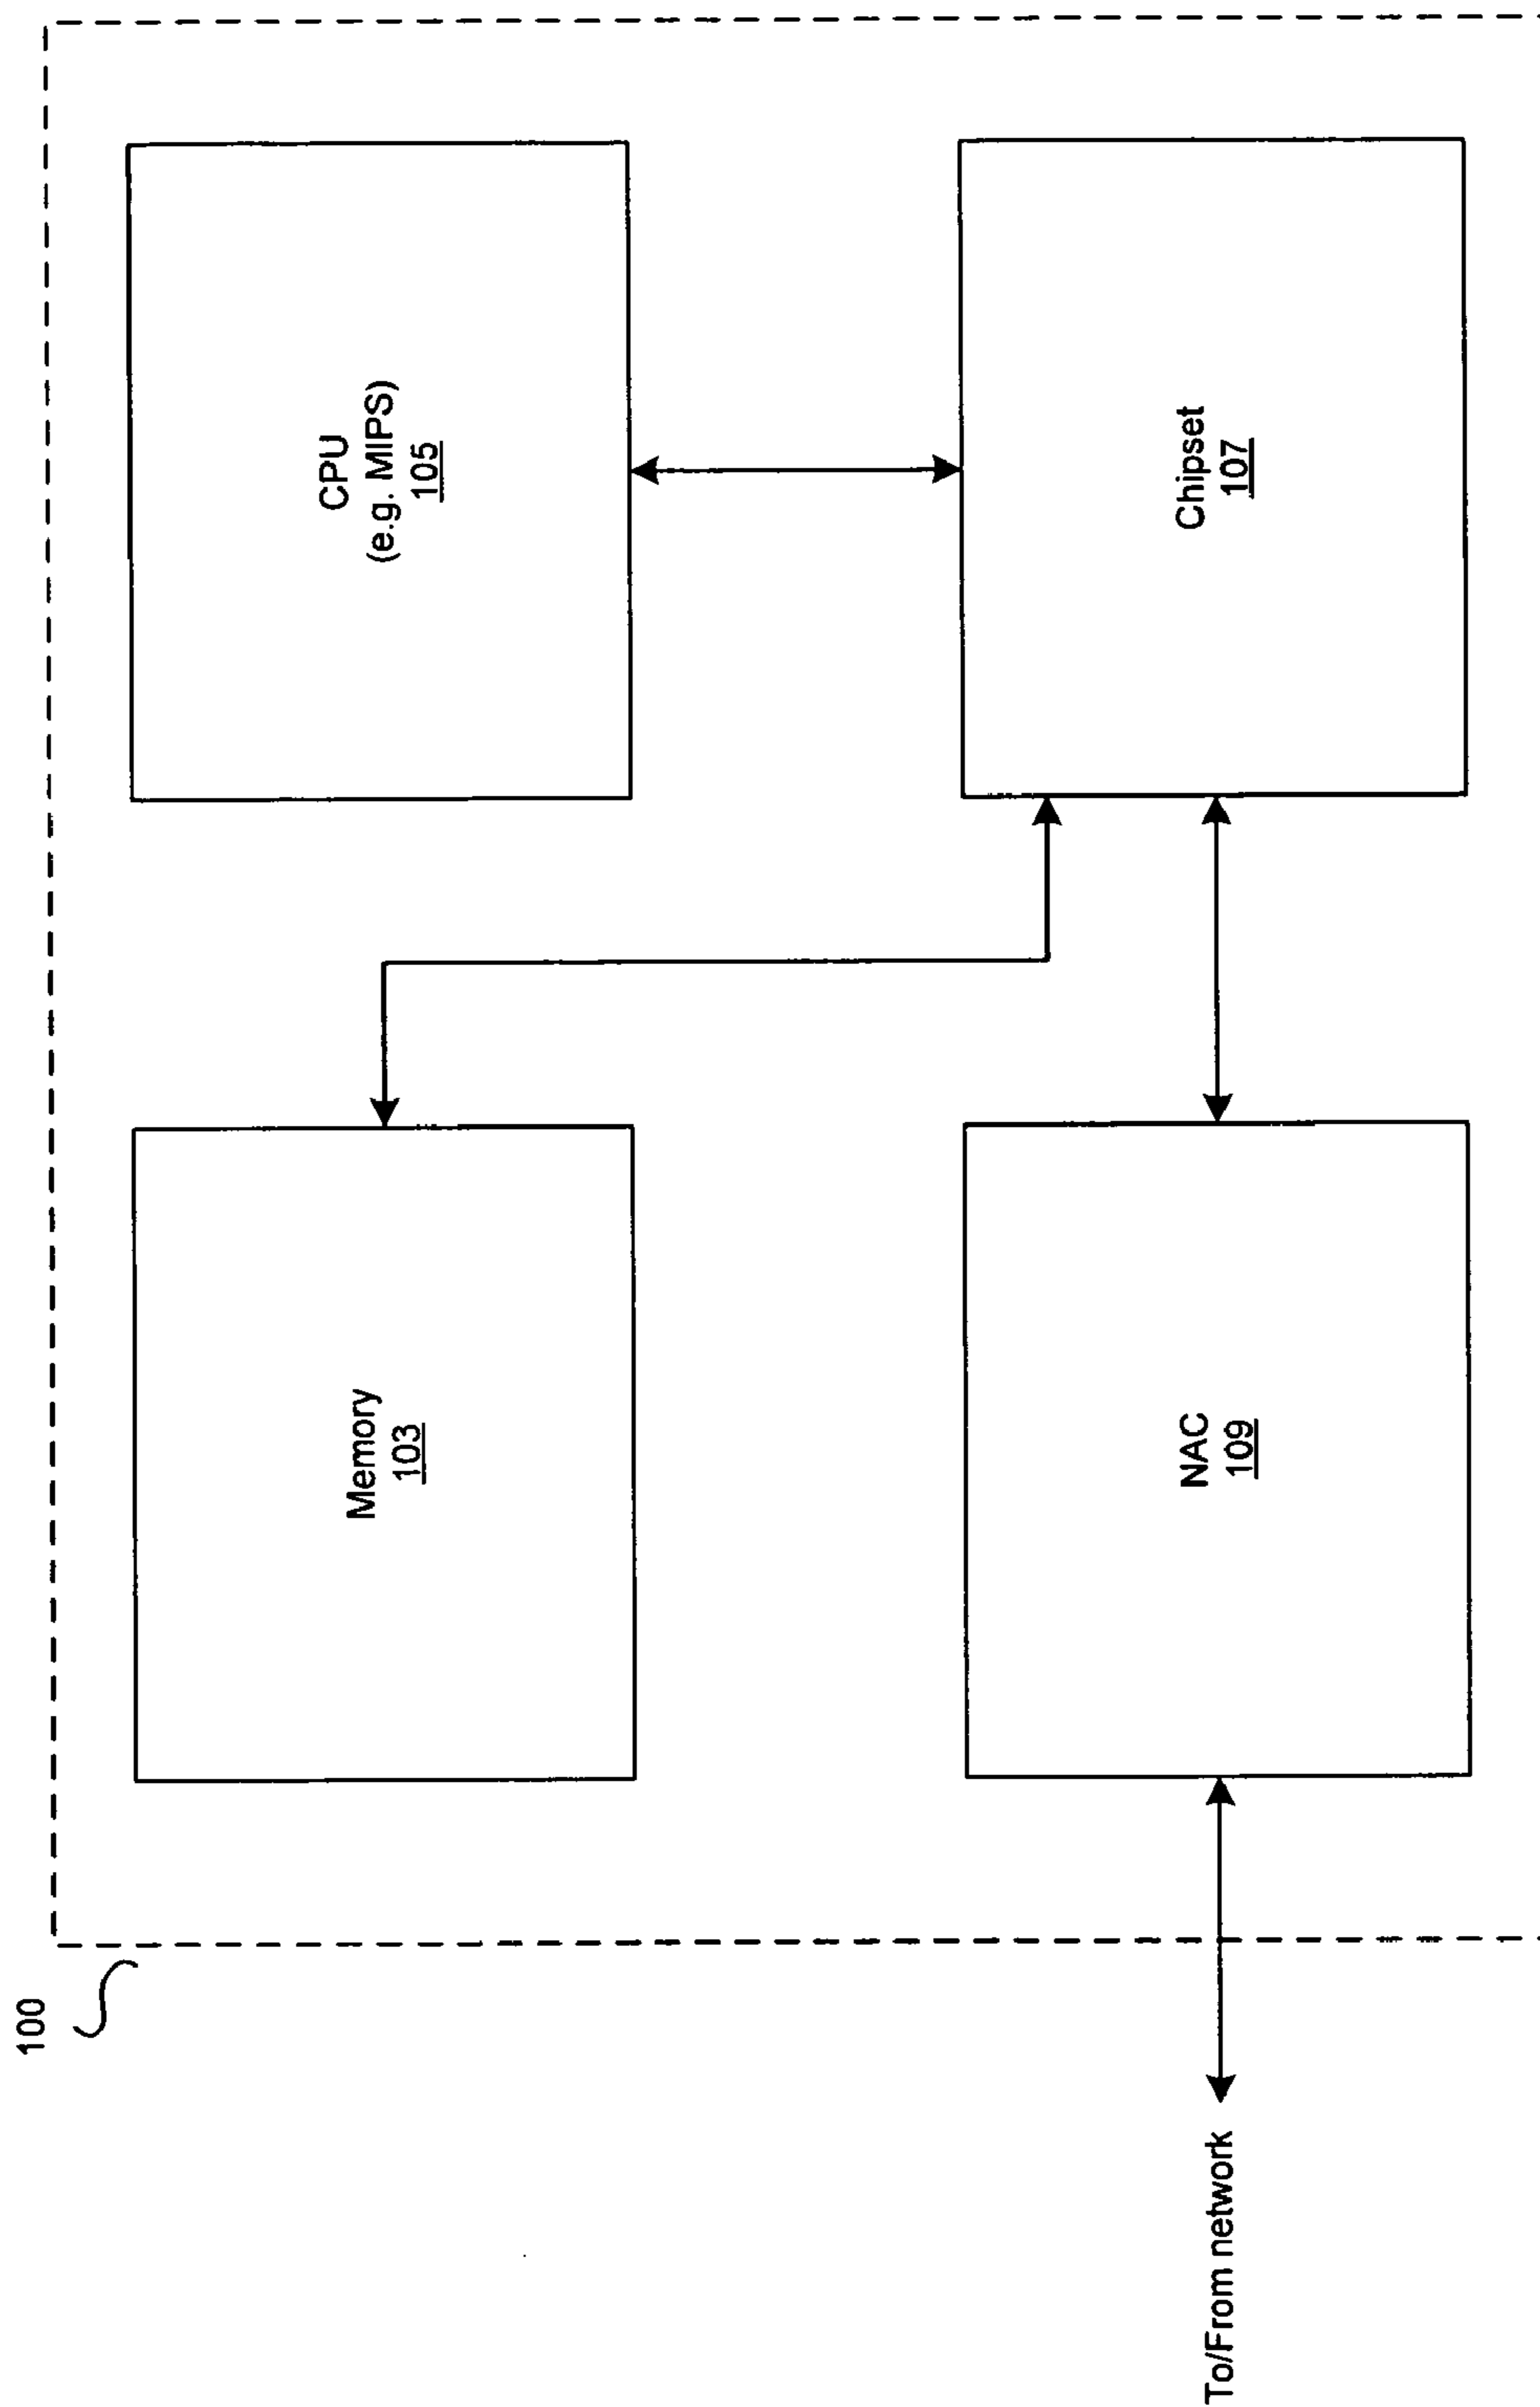 100
Memory
103
CPU
(e.g. MIPS)
105
To/From network
NAC
109
Chipset
107